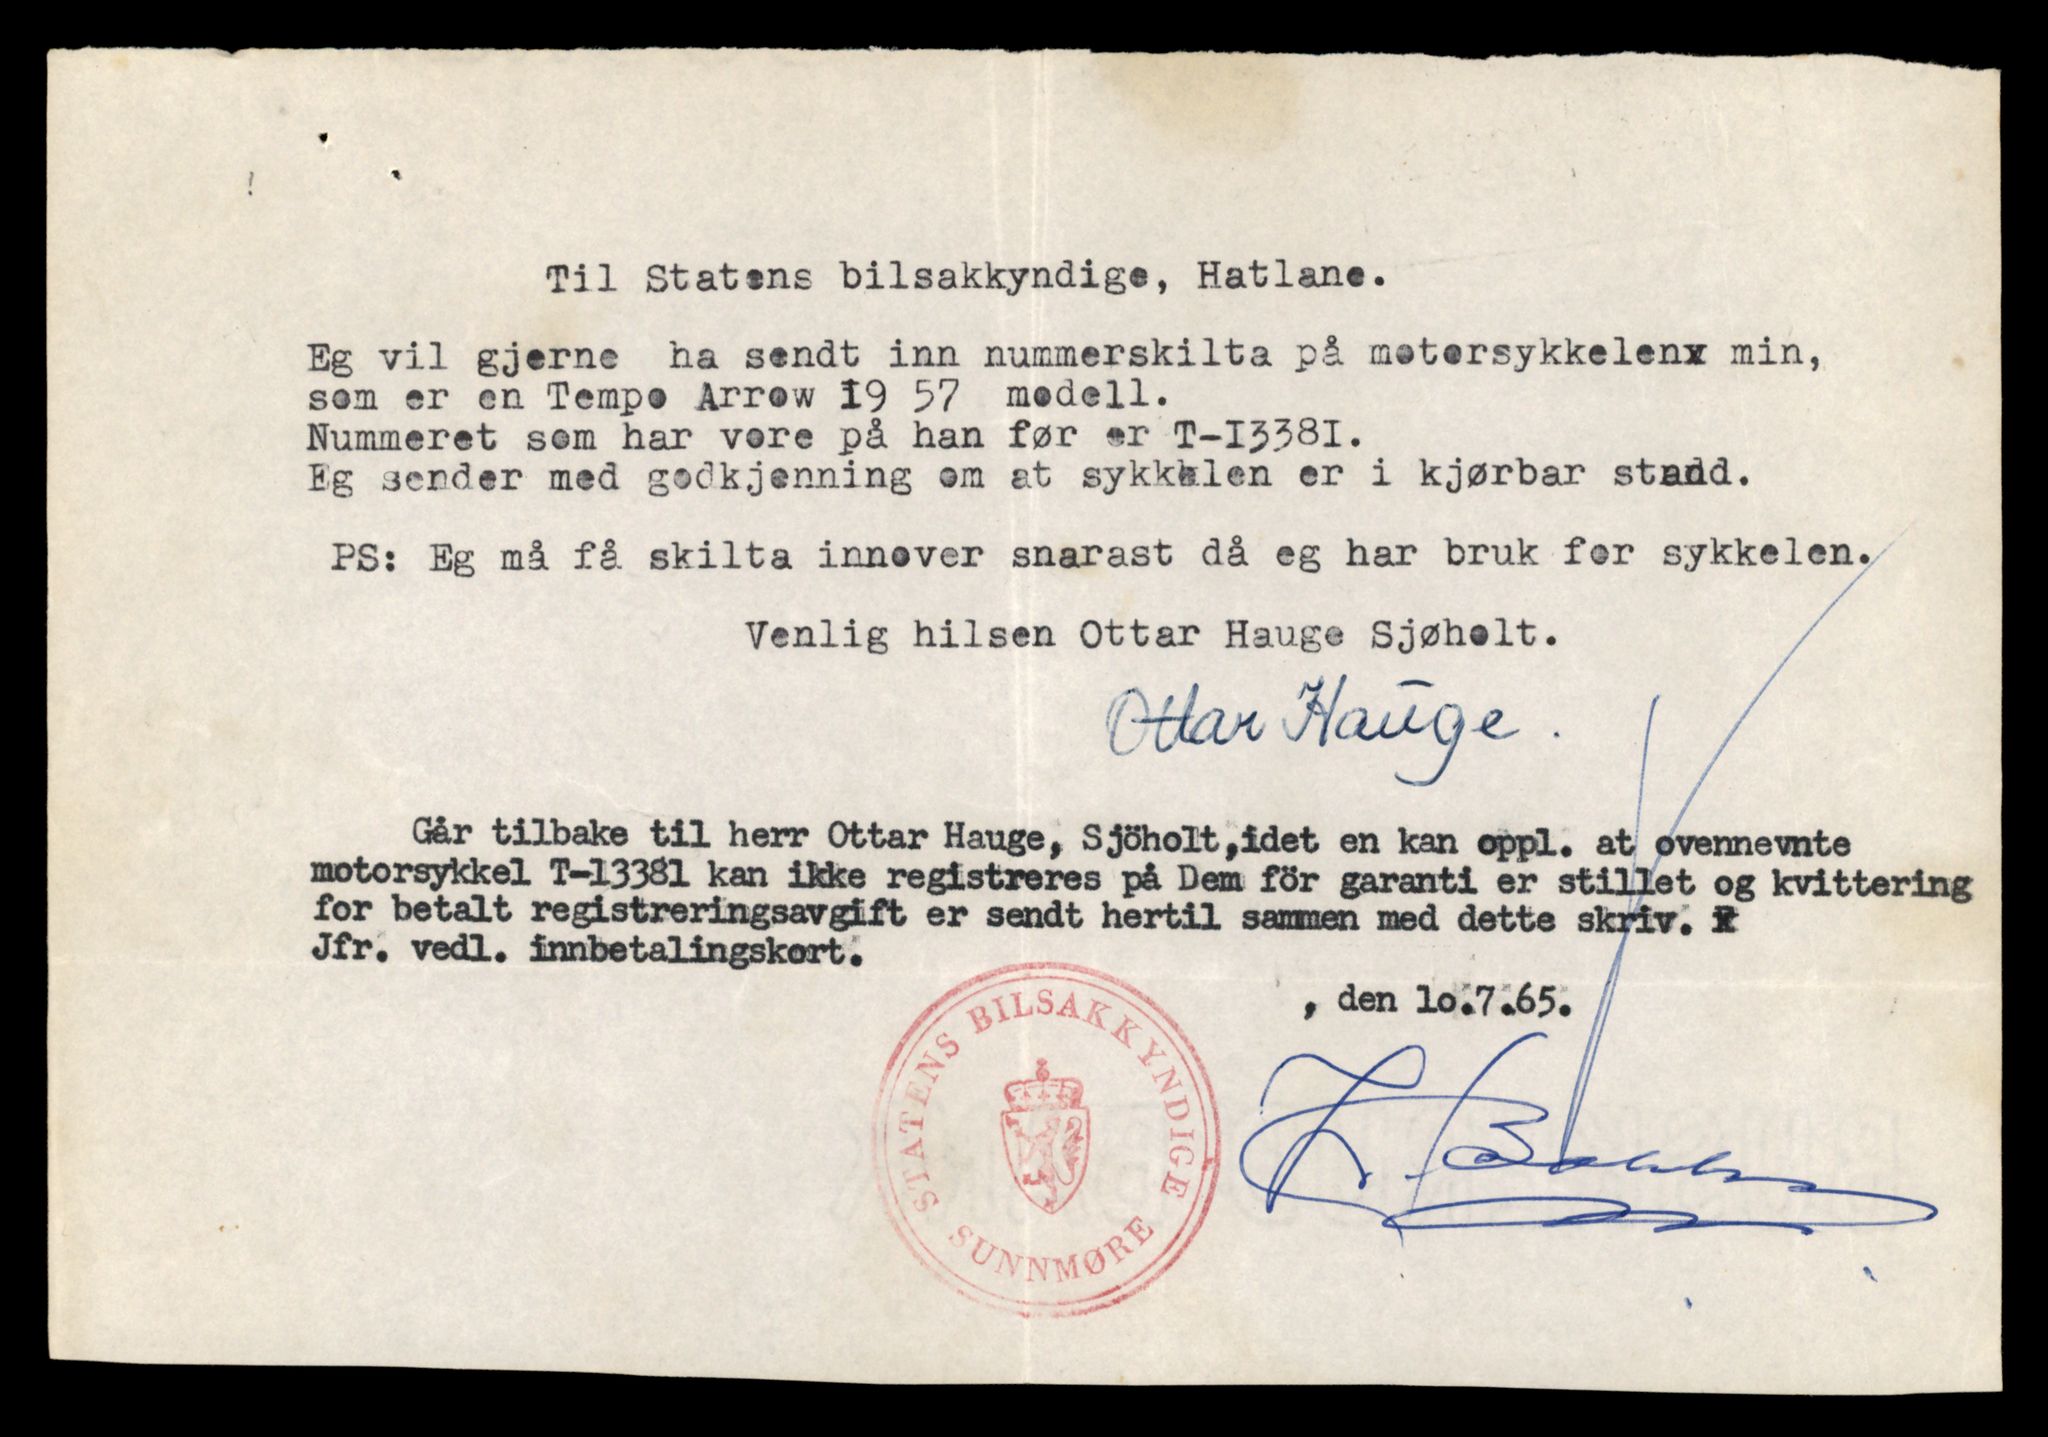 Til Statens bilsakkyndige, Hatlane.
Eg vil gjerne ha sendt inn nummerskilta på motorsykkelenx min,
som er en Tempo Arrow 19 57 modell.
Nummeret som har vore på han før er T-I338I.
Eg sender med godkjenning om at sykkelen er i kjørbar stand.
PS: Eg må få skilta innover snarast då eg har bruk for sykkelen.
Venlig hilsen Ottar Hauge Sjøholt.
Ottar Hauge.
Går tilbake til herr Ottar Hauge, Sjöholt, idet en kan oppl. at ovennevnte
motorsykkel T-13381 kan ikke registreres på Dem för garanti er stillet og kvittering
for betalt registreringsavgift er sendt hertil sammen med dette skriv.
Jfr. vedl. innbetalingskort.
, den 1o.7.65.
STATENS BILSAKKYNDIGE
SUNNMØRE